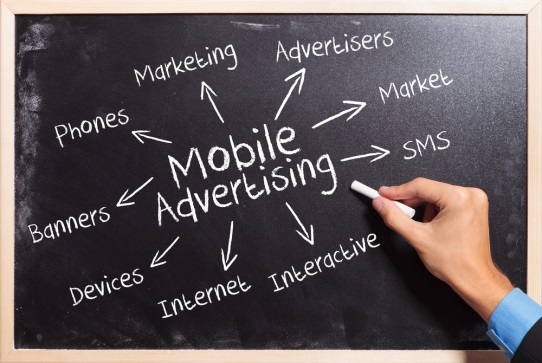 Marketing
Advertisers
Phones
Market
Mobile
Advertising
SMS
Banners
Devices
Internet
Interactive